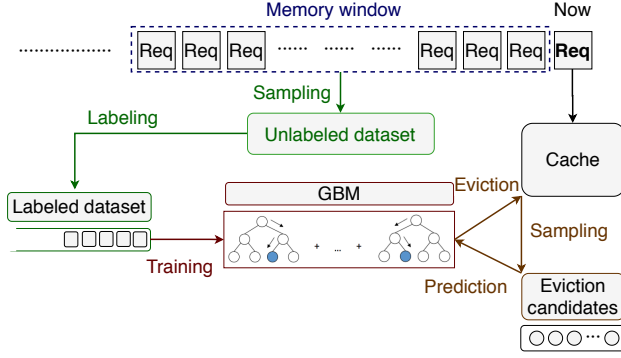 Memory window
Now
Req Req Req Req Req Req Req
Sampling
Labeling
Unlabeled dataset
Cache
GBM
Eviction
Labeled dataset
+ ... +
Sampling
Training
Prediction
Eviction
candidates